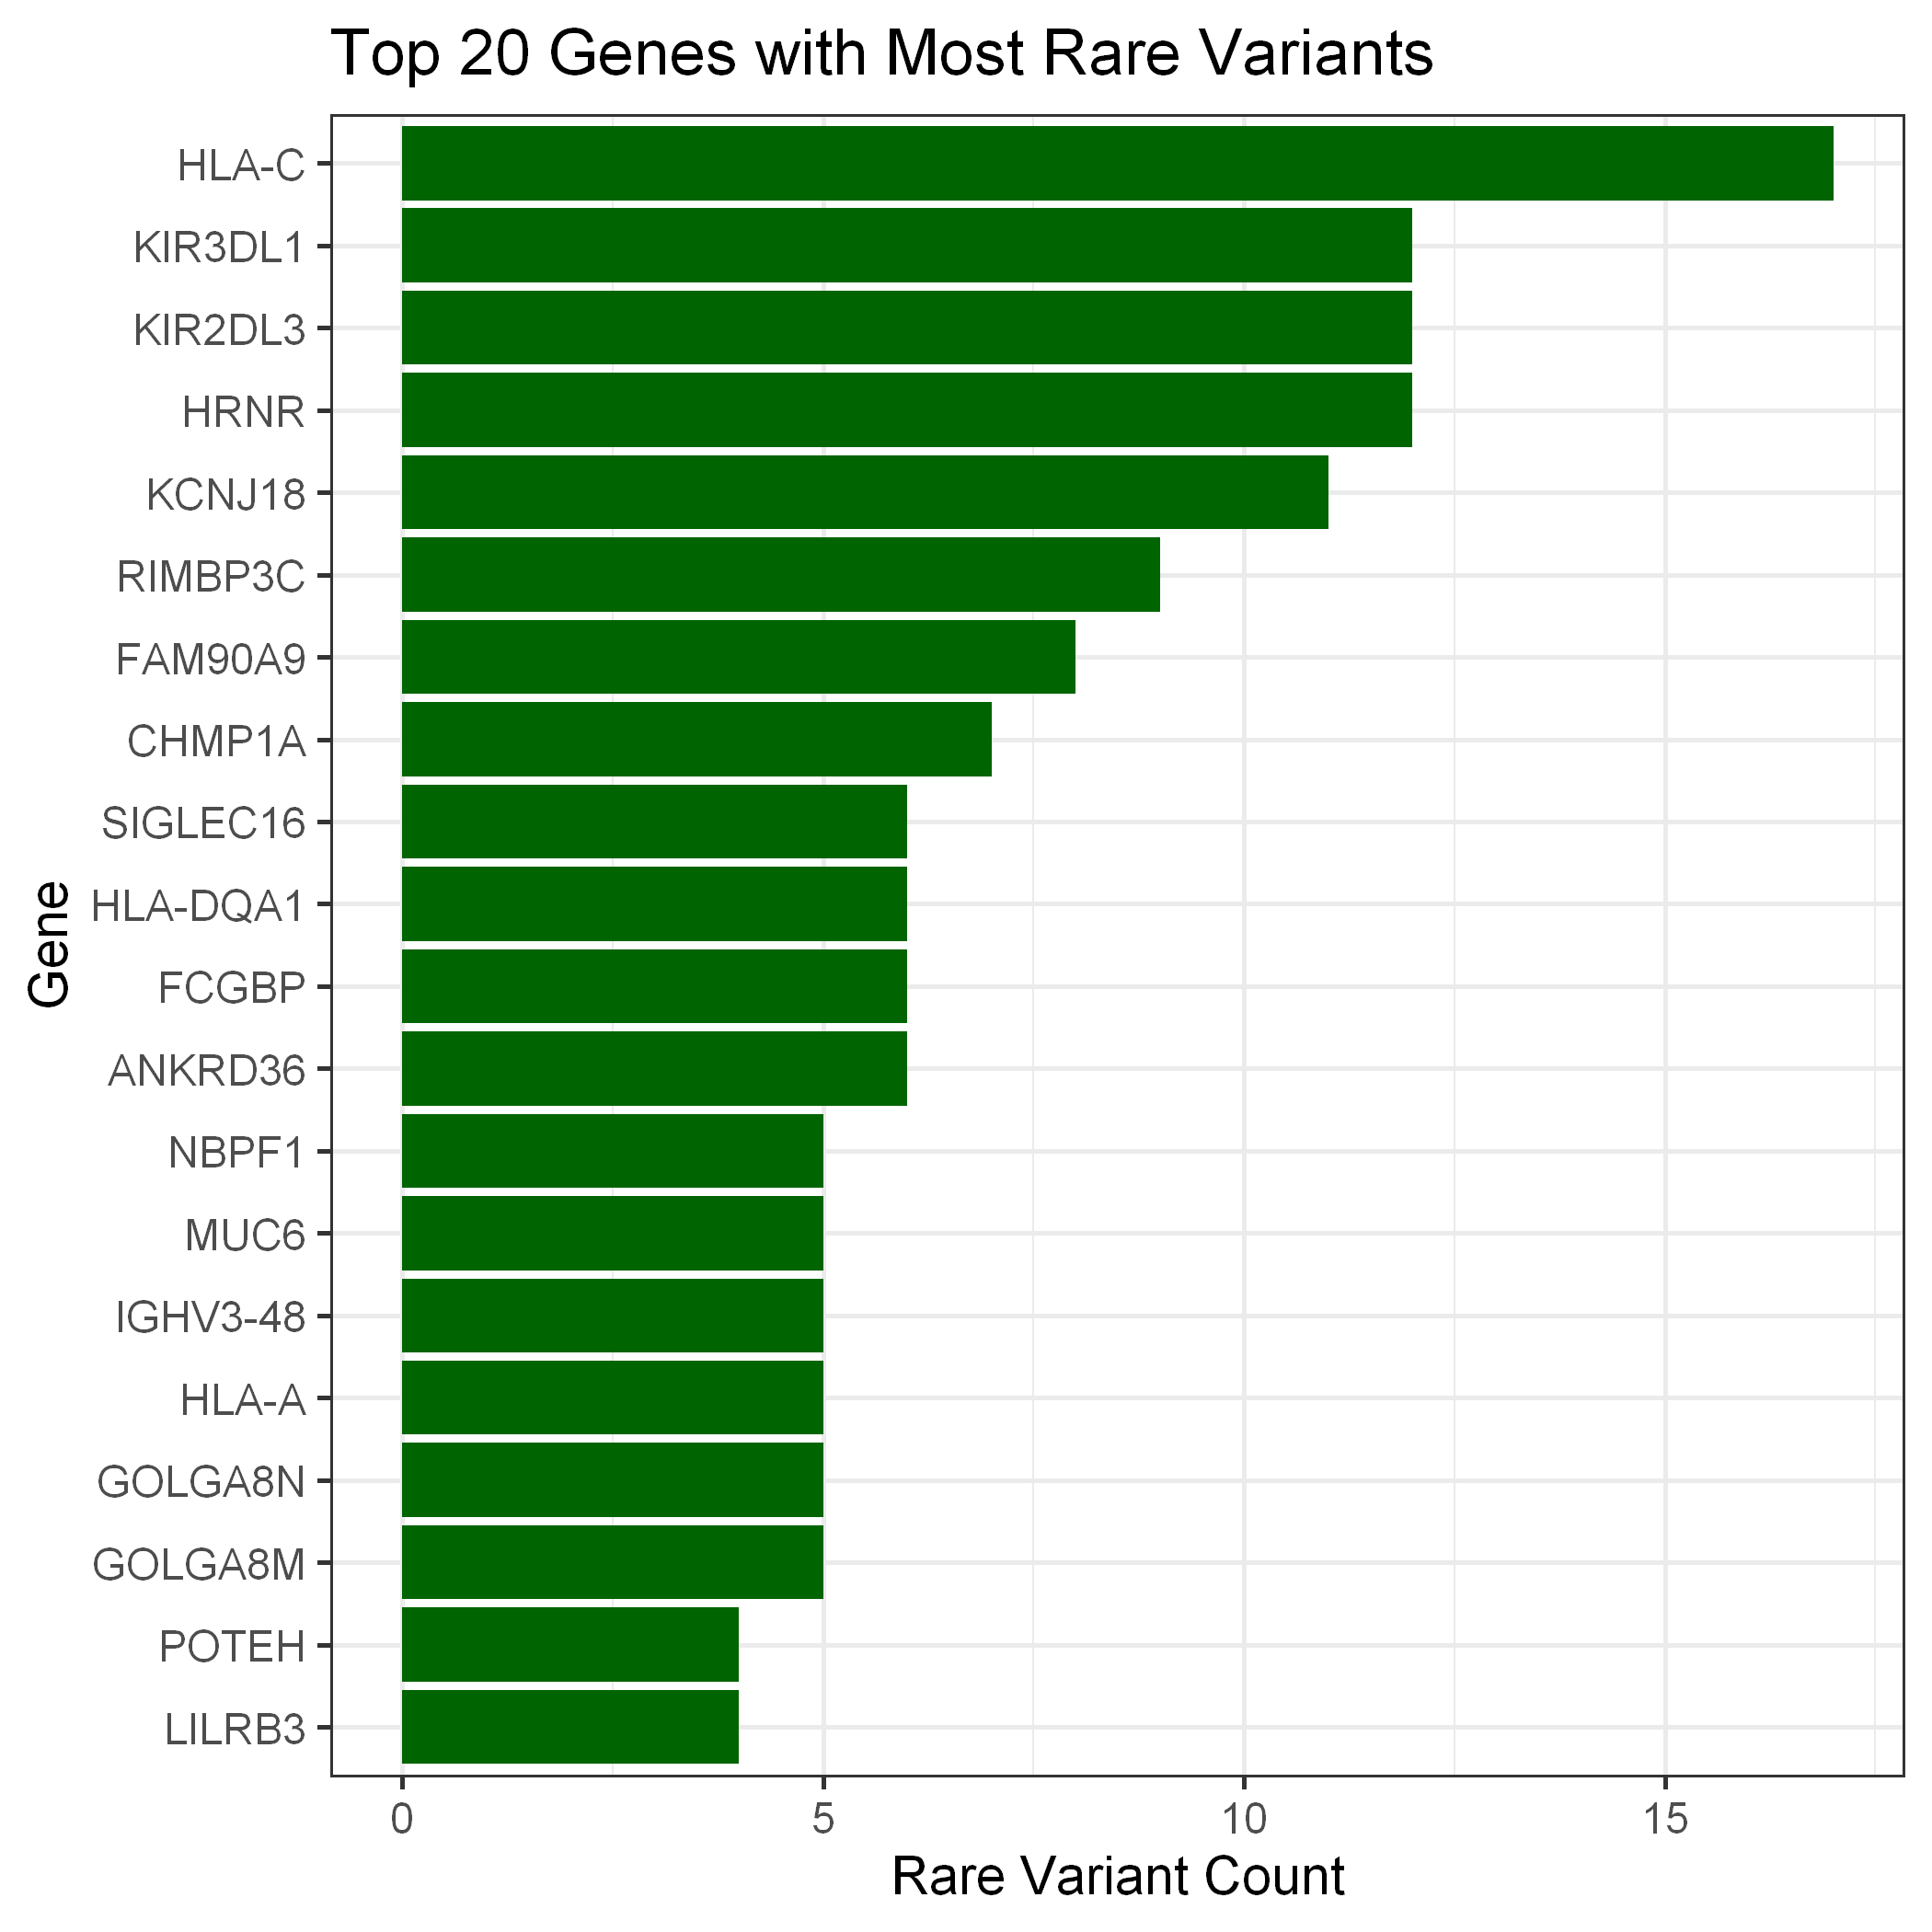 Top 20 Genes with Most Rare Variants
HLA-C
KIR3DL1
KIR2DL3
HRNR
KCNJ18
RIMBP3C
FAM90A9
CHMP1A
SIGLEC16
HLA-DQA1
FCGBP
ANKRD36
NBPF1
MUC6
IGHV3-48
HLA-A
GOLGA8N
GOLGA8M
POTEH
LILRB3
Gene
0 5 10 15
Rare Variant Count